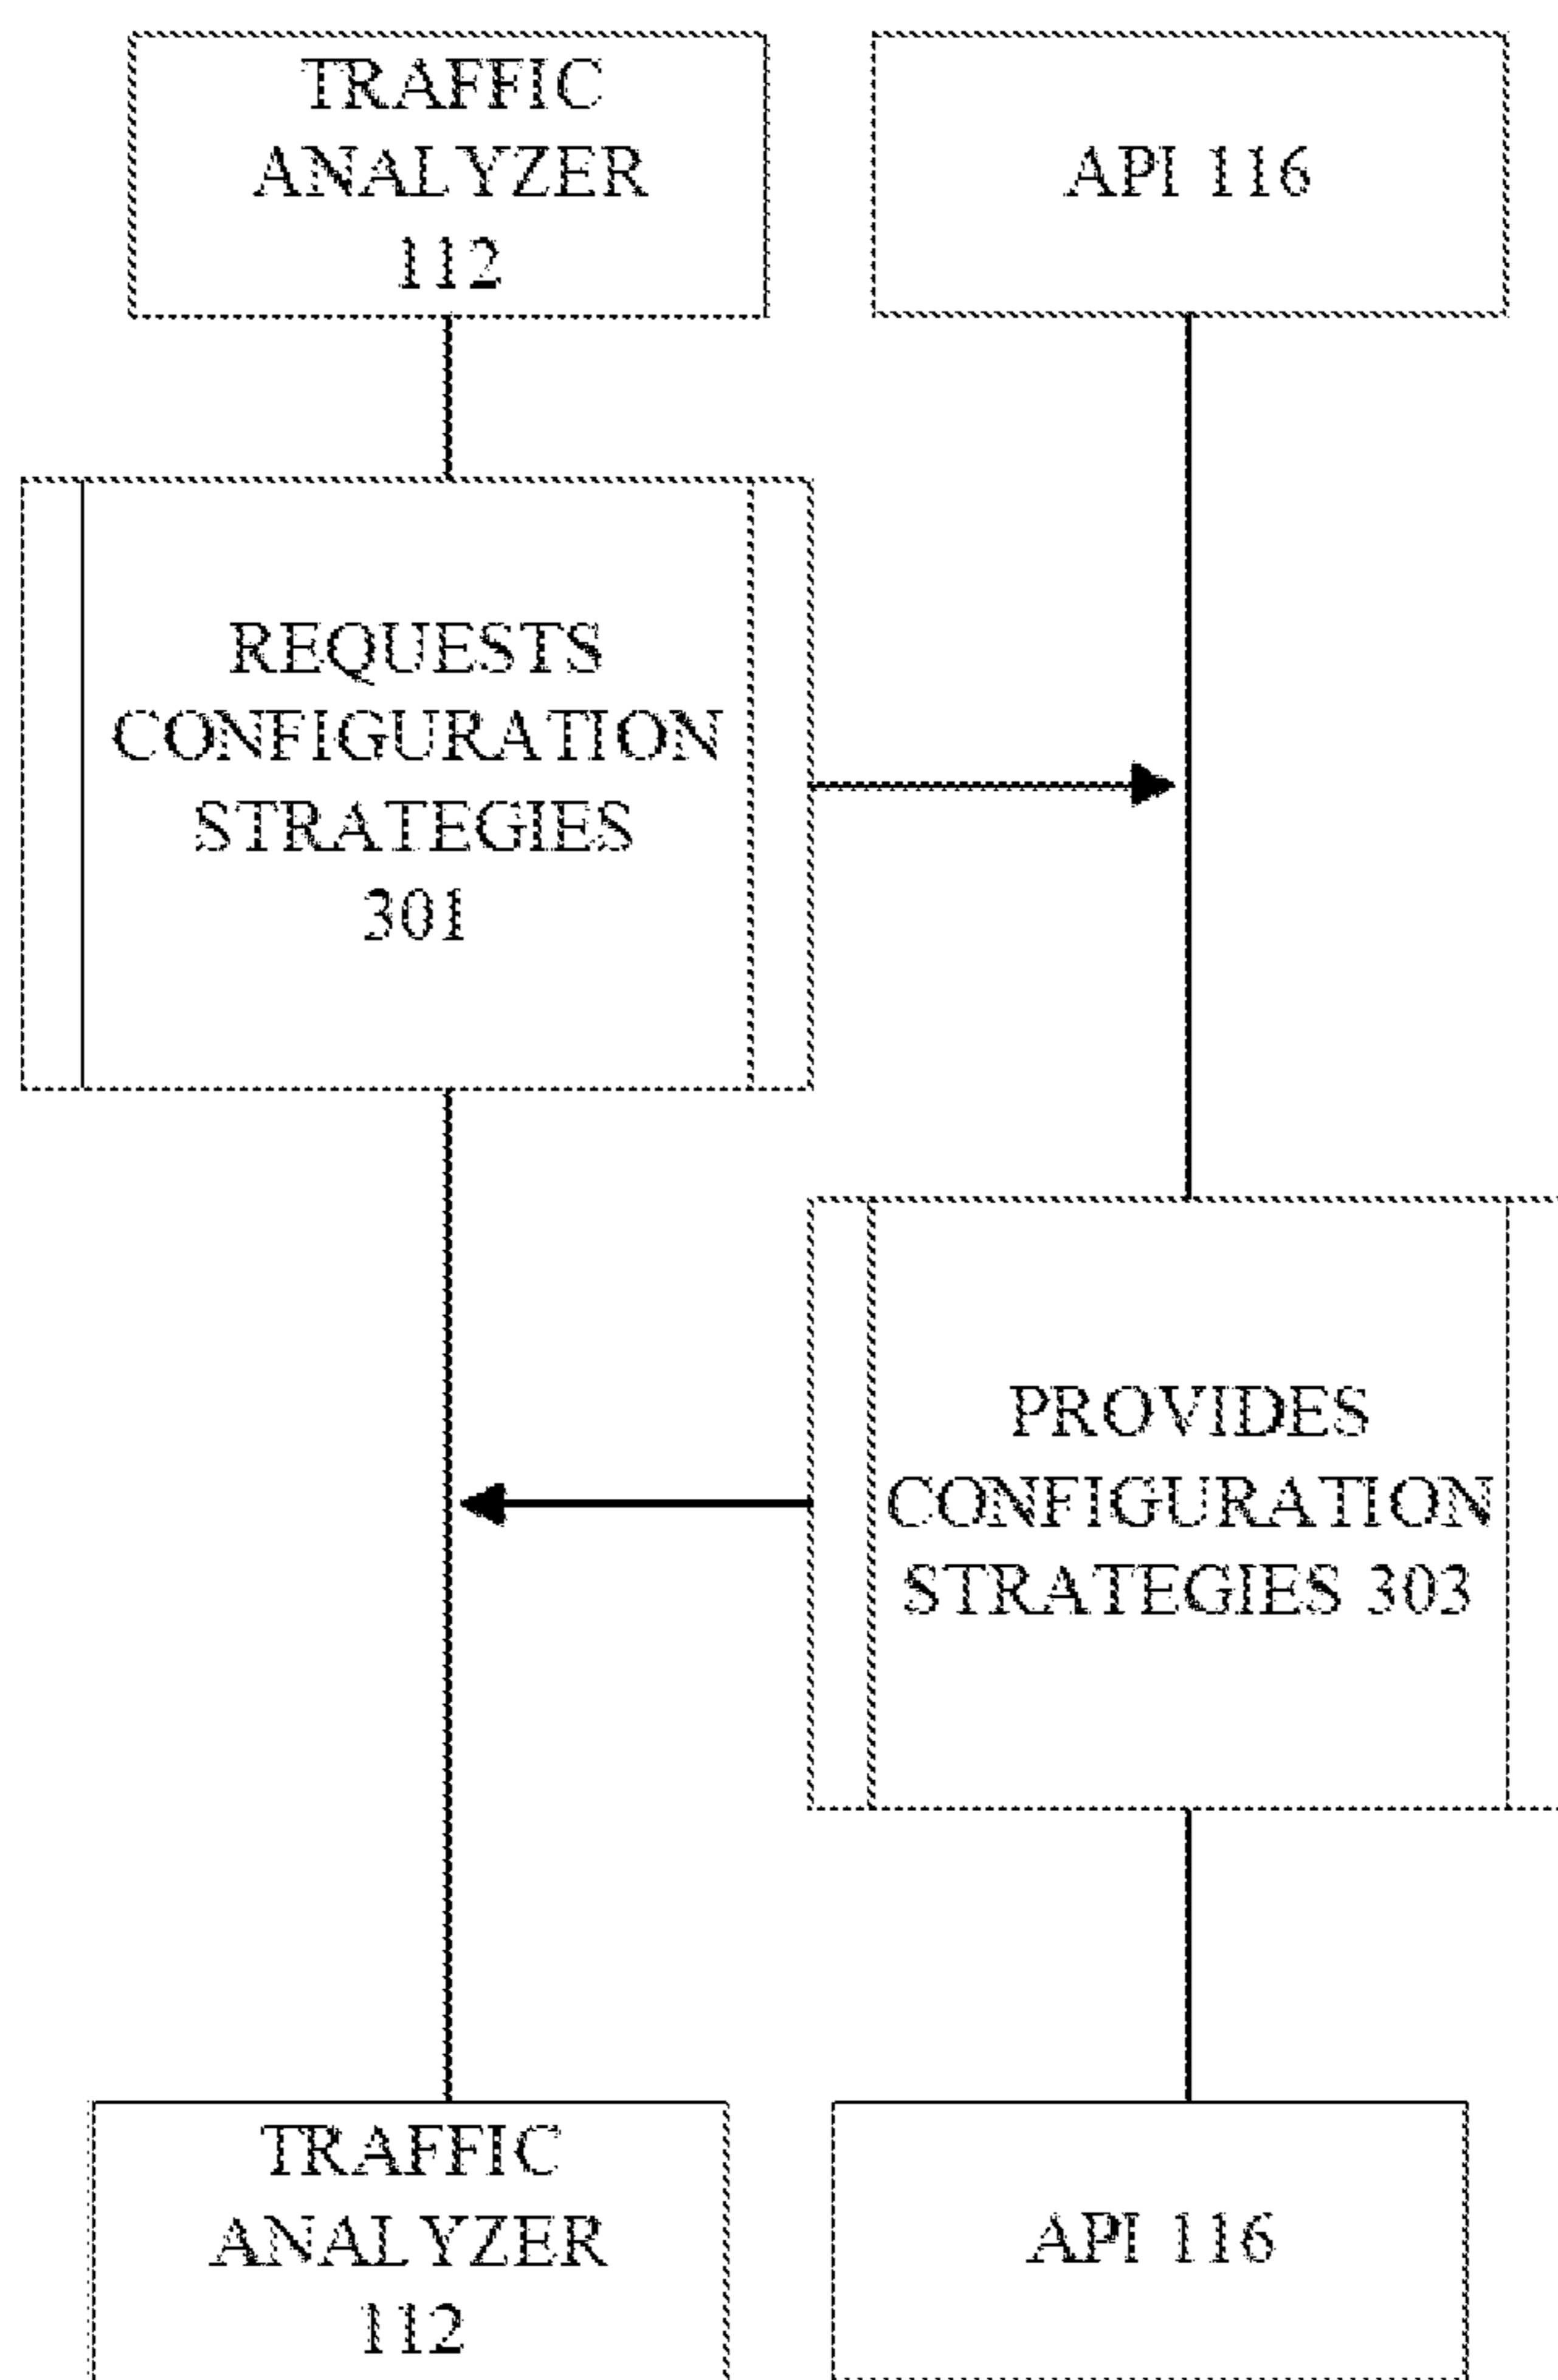 TRAFFIC
ANALYZER
112
API 116
REQUESTS
CONFIGURATION
STRATEGIES
301
PROVIDES
CONFIGURATION
STRATEGIES 303
TRAFFIC
ANALYZER
112
API 116